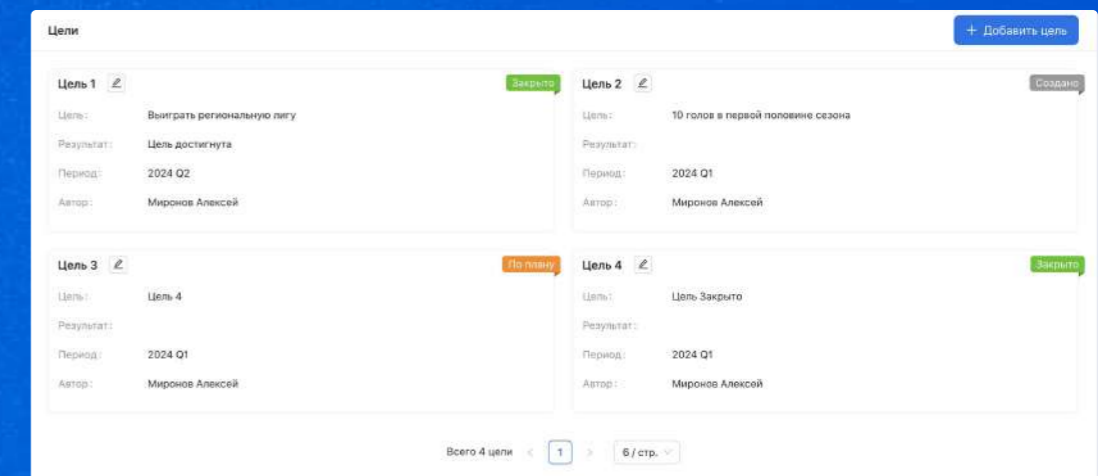 Цели
+ Добавить цель
Цель 1
Закрыто
Цель: Выиграть региональную лигу
Результат: Цель достигнута
Период: 2024 Q2
Автор: Миронов Алексей
Цель 2
Создано
Цель: 10 голов в первой половине сезона
Результат:
Период: 2024 Q1
Автор: Миронов Алексей
Цель 3
По плану
Цель: Цель 4
Результат:
Период: 2024 Q1
Автор: Миронов Алексей
Цель 4
Закрыто
Цель: Цель Закрыто
Результат:
Период: 2024 Q1
Автор: Миронов Алексей
Всего 4 цели < 1 > 6 / стр.